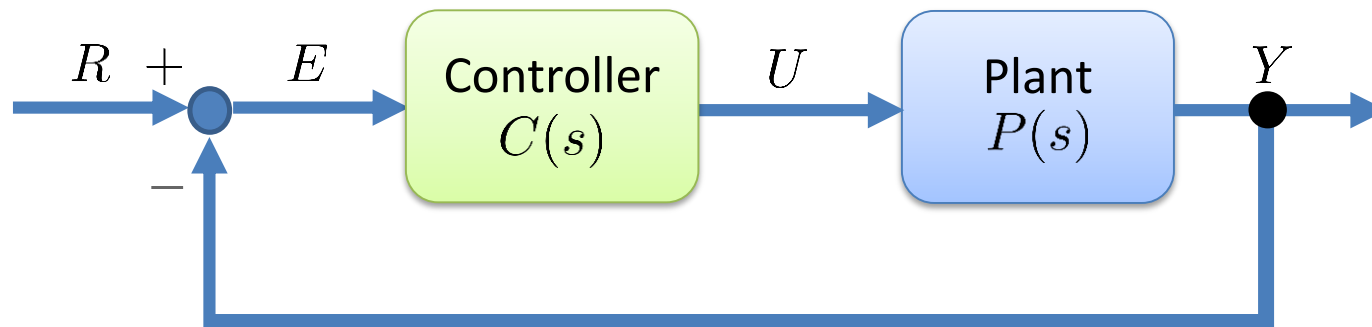 R + E
Controller
C(s)
U
Plant
P(s)
Y
−